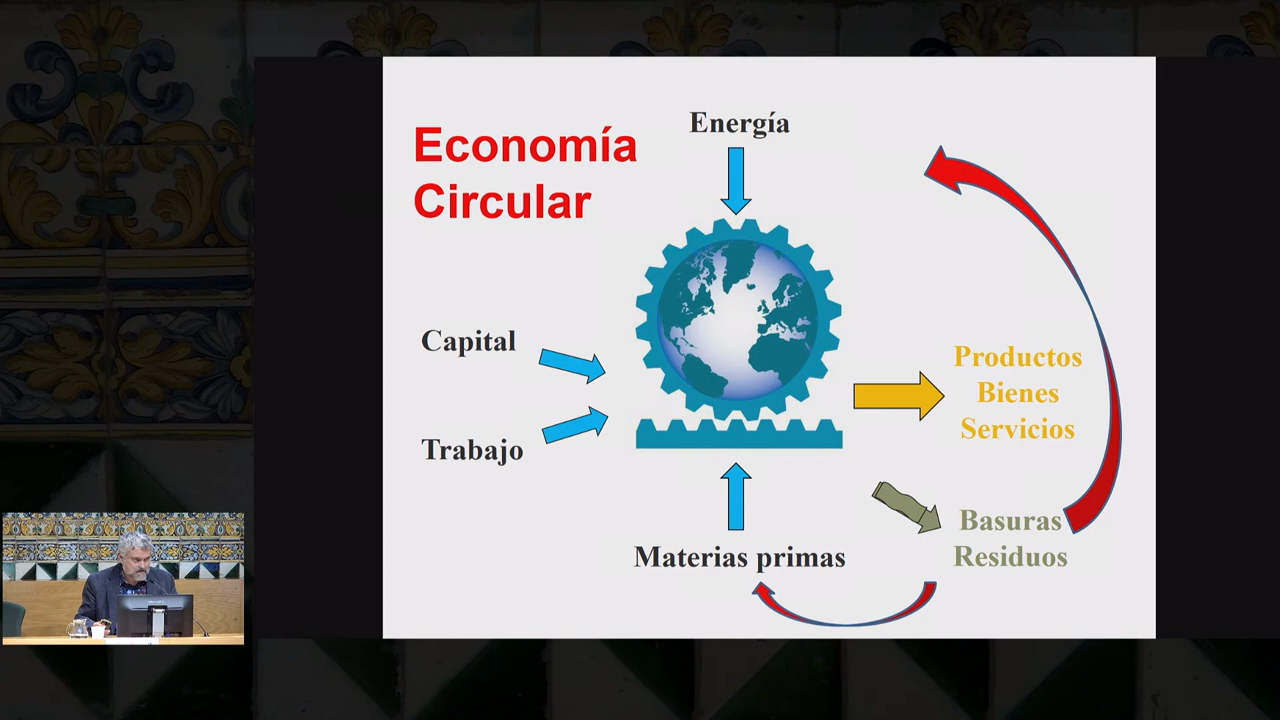 Economía
Circular
Energía
Capital
Trabajo
Materias primas
Productos
Bienes
Servicios
Basuras
Residuos